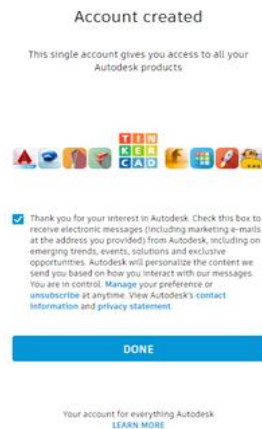 Account created
This single account gives you access to all your
Autodesk products
TIN
KER
CAD
Thank you for your interest in Autodesk. Check this box to
receive electronic messages (including marketing e-mails
at the address you provided) from Autodesk, including on
emerging trends, events, solutions and exclusive
opportunities. Autodesk will personalize the content we
send you based on how you interact with our messages.
You are in control. Manage your preference or
unsubscribe at anytime. View Autodesk's contact
information and privacy statement.
DONE
Your account for everything Autodesk
LEARN MORE